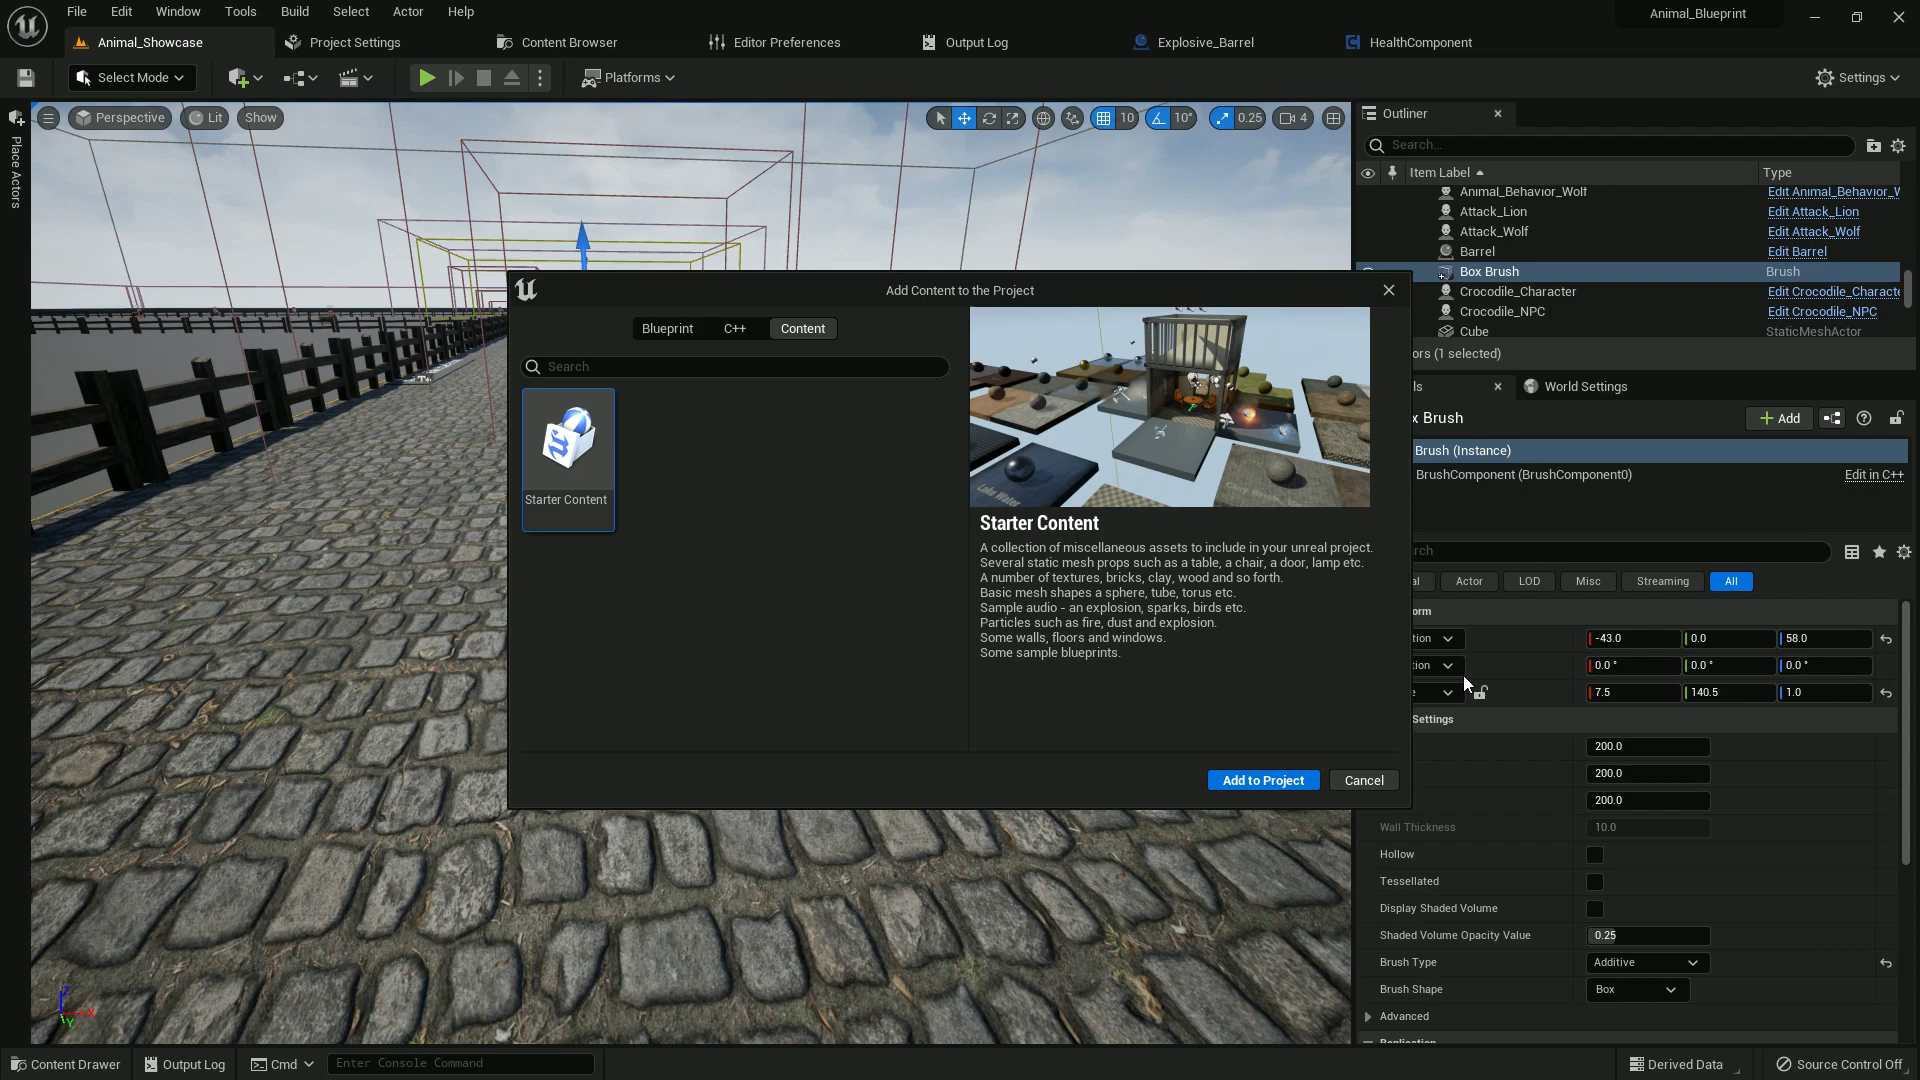 File Edit Window Tools Build Select Actor Help
Animal_Blueprint
Animal_Showcase
Project Settings
Content Browser
Editor Preferences
Output Log
Explosive_Barrel
HealthComponent
Select Mode
Platforms
Settings
Place Actors
Perspective
Lit
Show
10
10°
0.25
4
Outliner
Search...
Item Label
Type
Animal_Behavior_Wolf Edit Animal_Behavior_W
Attack_Lion Edit Attack_Lion
Attack_Wolf Edit Attack_Wolf
Barrel Edit Barrel
Box Brush Brush
Crocodile_Character Edit Crocodile_Characte
Crocodile_NPC Edit Crocodile_NPC
Cube StaticMeshActor
ors (1 selected)
Add Content to the Project
Blueprint
C++
Content
Search
Starter Content
Lake Water
Starter Content
A collection of miscellaneous assets to include in your unreal project.
Several static mesh props such as a table, a chair, a door, lamp etc.
A number of textures, bricks, clay, wood and so forth.
Basic mesh shapes a sphere, tube, torus etc.
Sample audio - an explosion, sparks, birds etc.
Particles such as fire, dust and explosion.
Some walls, floors and windows.
Some sample blueprints.
Add to Project
Cancel
ls
World Settings
x Brush
Add
Brush (Instance)
BrushComponent (BrushComponent0) Edit in C++
rch
al
Actor
LOD
Misc
Streaming
All
orm
tion -43.0 0.0 58.0
tion 0.0 ° 0.0 ° 0.0 °
e 7.5 140.5 1.0
Settings
200.0
200.0
200.0
Wall Thickness 10.0
Hollow
Tessellated
Display Shaded Volume
Shaded Volume Opacity Value 0.25
Brush Type Additive
Brush Shape Box
Advanced
Replication
Z
X
Y
Content Drawer
Output Log
Cmd
Enter Console Command
Derived Data
Source Control Off